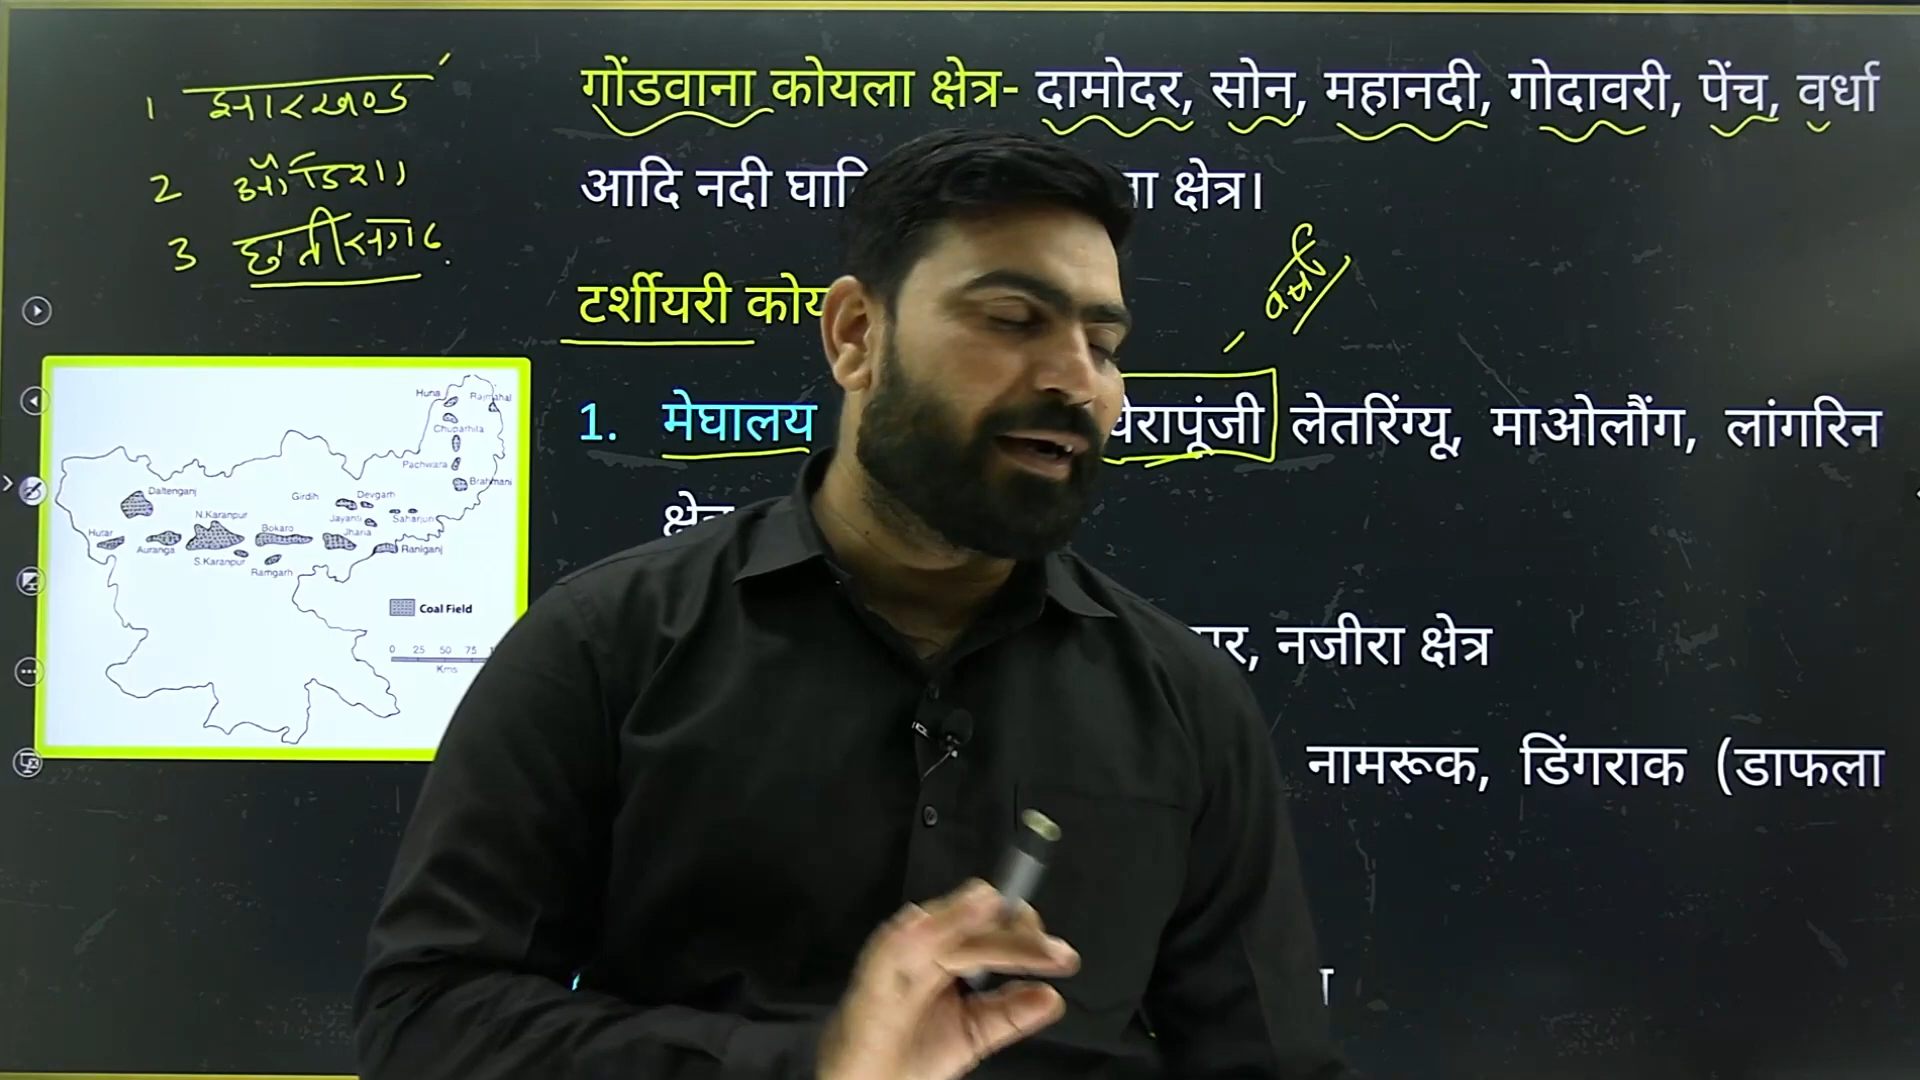 1 झारखण्ड
2 ओडिशा
3 छत्तीसगढ़
गोंडवाना कोयला क्षेत्र- दामोदर, सोन, महानदी, गोदावरी, पेंच, वर्धा
आदि नदी क्षेत्र।
टर्शीयरी
वर्षा
1. मेघालय लेतरिंग्यू, माओलौंग, लांगरिन
नजीरा क्षेत्र
नामरूक, डिंगराक (डाफला
Hura
Rajmahal
Chuparhita
Pachwara
Brahmani
Daltenganj
Giridih
Devgarh
N.Karanpur
Jayanti
Saharjuri
Hutar
Bokaro
Jharia
Auranga
Raniganj
S.Karanpur
Ramgarh
Coal Field
0 25 50 75
Kms